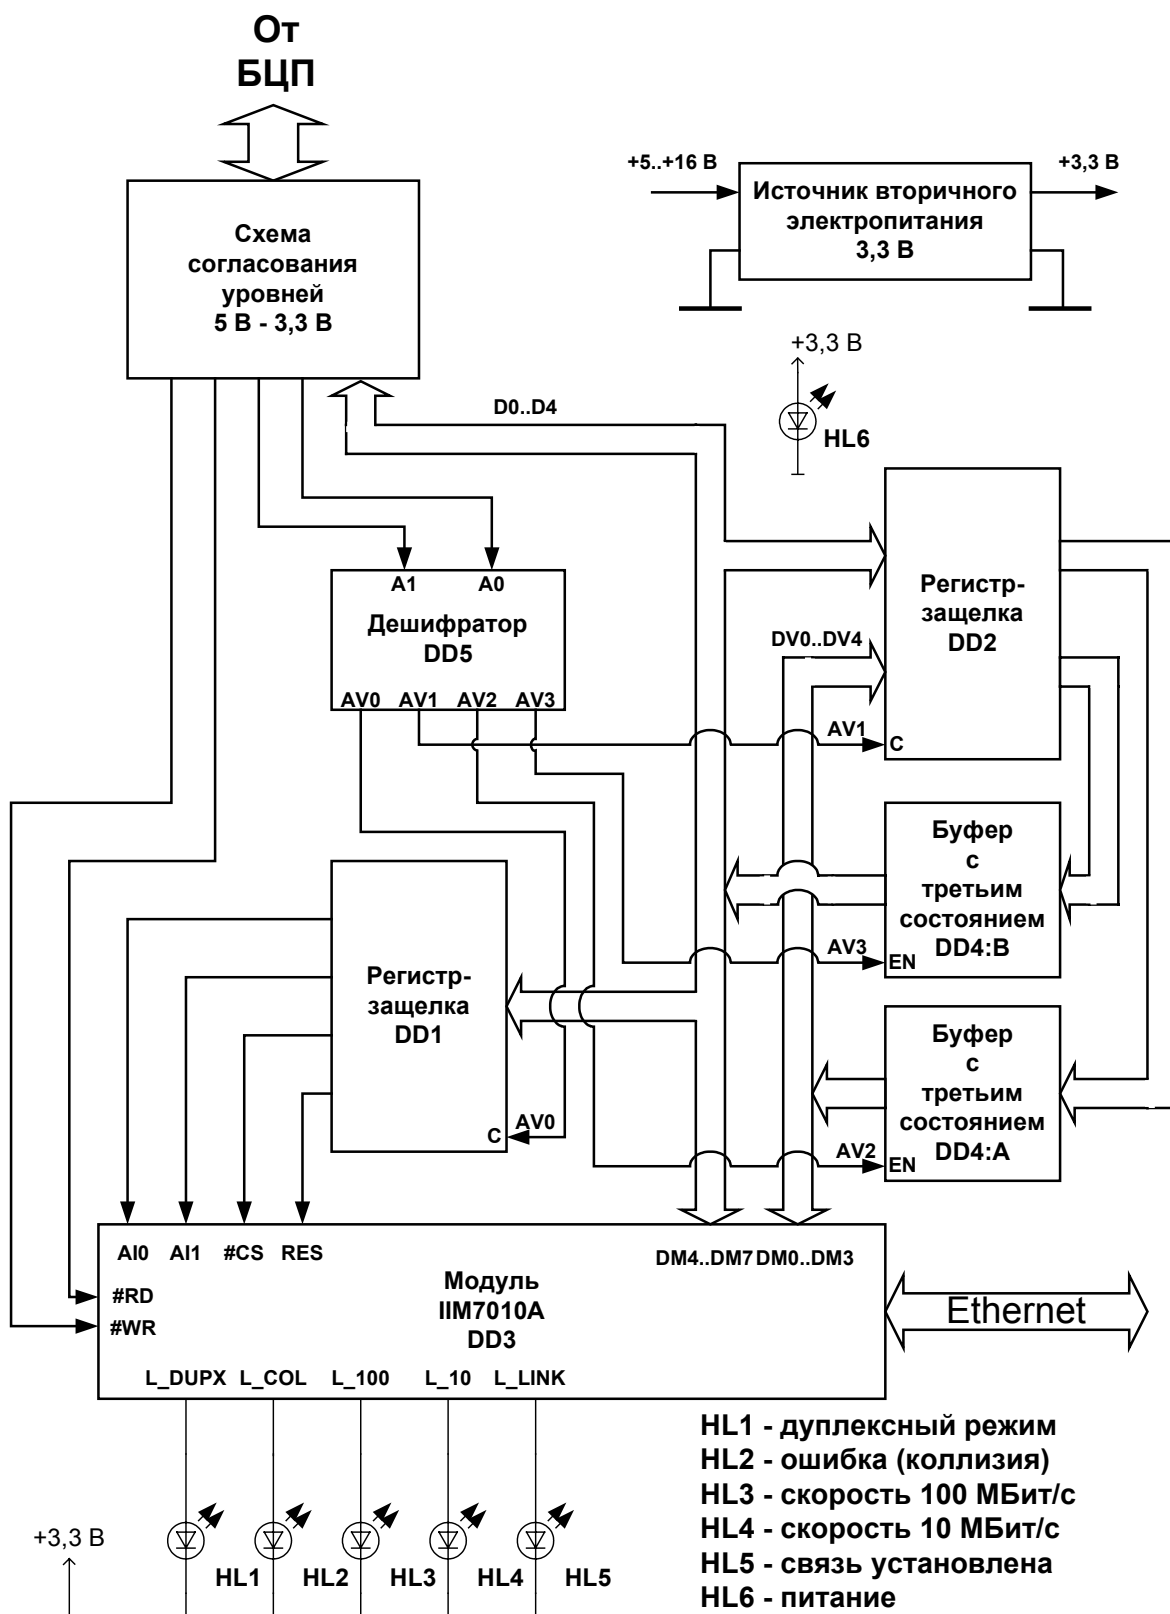 От
БЦП
+5..+16 В
+3,3 В
Источник вторичного
электропитания
3,3 В
Схема
согласования
уровней
5 В - 3,3 В
+3,3 В
HL6
D0..D4
A1 A0
Дешифратор
DD5
AV0 AV1 AV2 AV3
Регистр-
защелка
DD2
DV0..DV4
AV1
C
Буфер
с
третьим
состоянием
DD4:B
AV3
EN
Регистр-
защелка
DD1
C
AV0
Буфер
с
третьим
состоянием
DD4:A
AV2
EN
AI0 AI1 #CS RES
DM4..DM7 DM0..DM3
#RD
#WR
Модуль
IIM7010A
DD3
Ethernet
L_DUPX L_COL L_100 L_10 L_LINK
HL1 - дуплексный режим
HL2 - ошибка (коллизия)
HL3 - скорость 100 МБит/с
HL4 - скорость 10 МБит/с
HL5 - связь установлена
HL6 - питание
+3,3 В
HL1 HL2 HL3 HL4 HL5